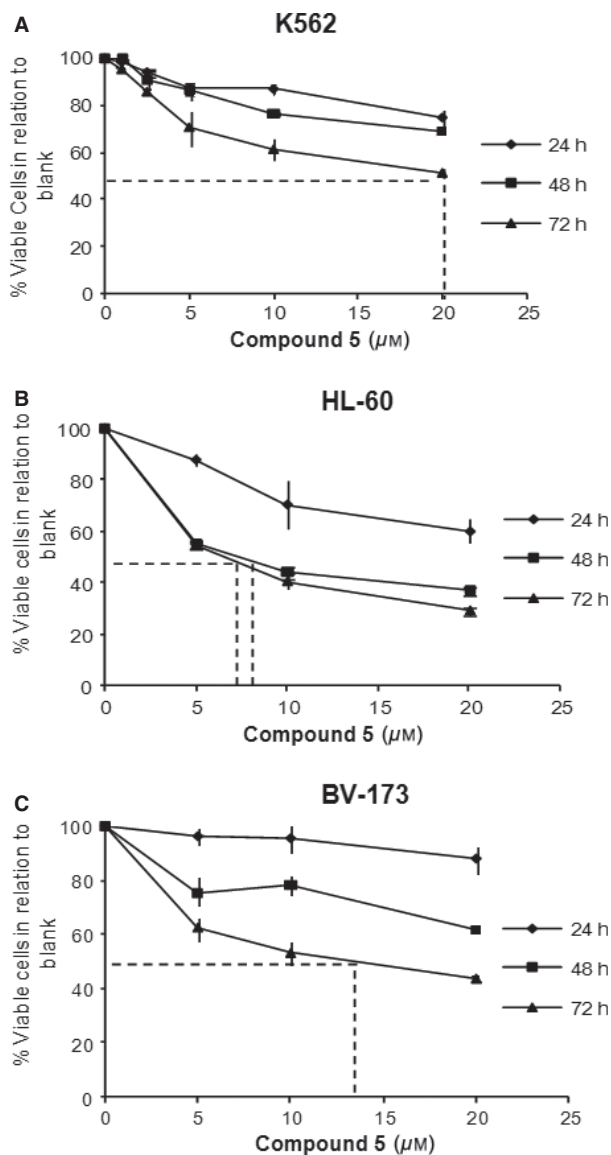 A
K562
% Viable Cellsin relation to
blank
100
80
60
40
20
0
0 5 10 15 20 25
Compound 5 (µM)
24 h
48 h
72 h
B
HL-60
% Viable cells in relation to
blank
100
80
60
40
20
0
0 5 10 15 20 25
Compound 5 (µM)
24 h
48 h
72 h
C
BV-173
% Viable cells in relation to
blank
100
80
60
40
20
0
0 5 10 15 20 25
Compound 5 (µM)
24 h
48 h
72 h